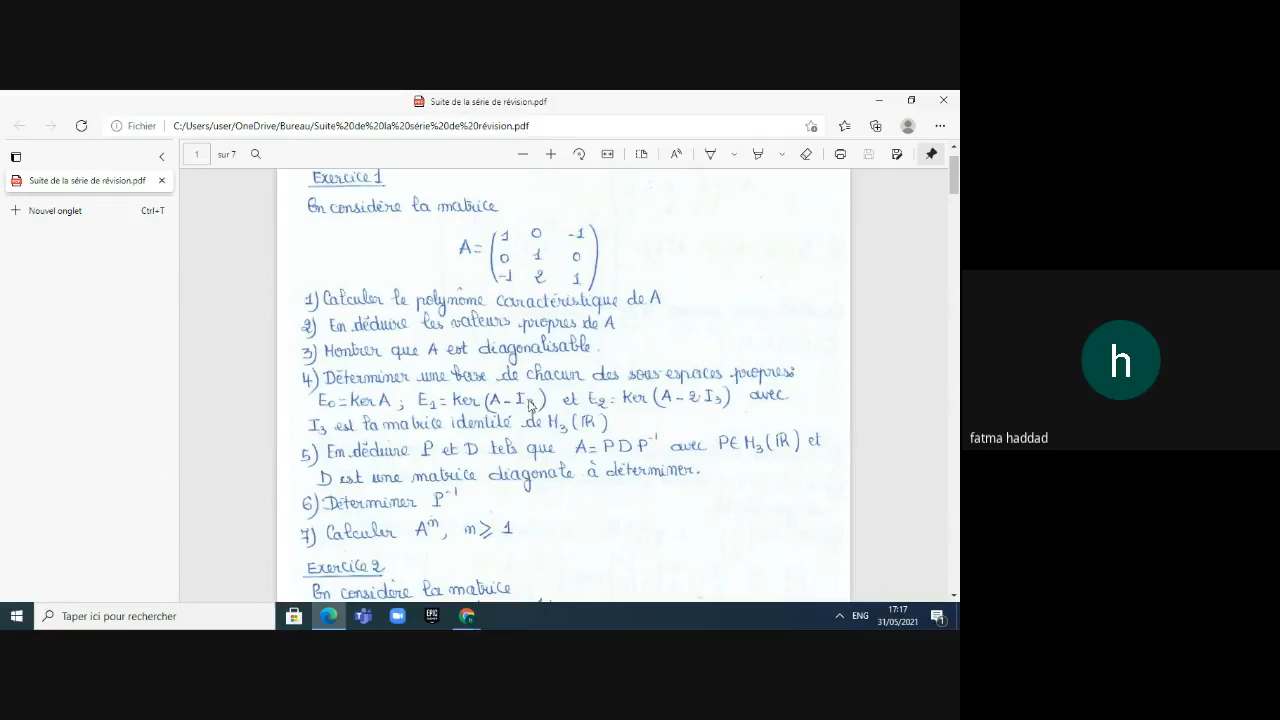 Suite de la série de révision.pdf
Fichier C:/Users/user/OneDrive/Bureau/Suite%20de%20la%20série%20de%20révision.pdf
1 sur 7
Suite de la série de révision.pdf
Nouvel onglet Ctrl+T
Exercice 1
On considère la matrice
A= ( 1 0 -1
0 1 0
-1 2 1 )
1) Calculer le polynôme caractéristique de A
2) En déduire les valeurs propres de A
3) Montrer que A est diagonalisable.
4) Déterminer une base de chacun des sous espaces propres:
E₀ = Ker A ; E₁ = Ker (A - I₃) et E₂ = Ker (A - 2 I₃) avec
I₃ est la matrice identité de M₃(ℝ)
5) En déduire P et D tels que A = P D P⁻¹ avec P ∈ M₃(ℝ) et
D est une matrice diagonale à déterminer.
6) Déterminer P⁻¹
7) Calculer Aⁿ, n ⩾ 1
Exercice 2
On considère la matrice
h
fatma haddad
Taper ici pour rechercher
EPIC
ENG
17:17
31/05/2021